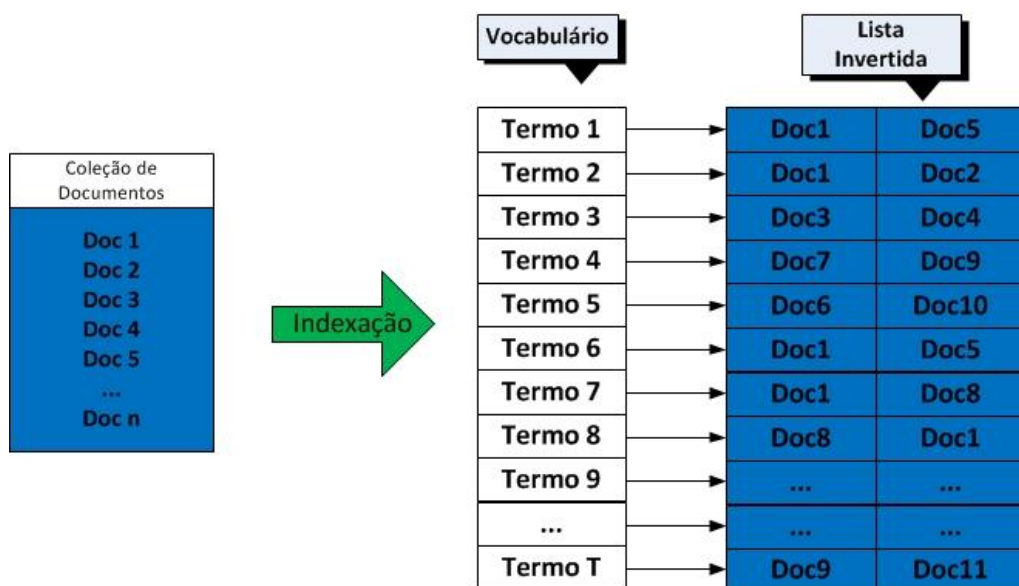 Vocabulário
Lista
Invertida
Coleção de
Documentos
Doc 1
Doc 2
Doc 3
Doc 4
Doc 5
...
Doc n
Indexação
Termo 1 Doc1 Doc5
Termo 2 Doc1 Doc2
Termo 3 Doc3 Doc4
Termo 4 Doc7 Doc9
Termo 5 Doc6 Doc10
Termo 6 Doc1 Doc5
Termo 7 Doc1 Doc8
Termo 8 Doc8 Doc1
Termo 9 ... ...
... ... ...
Termo T Doc9 Doc11